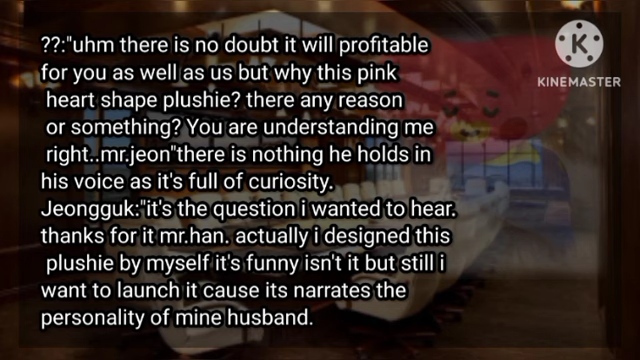 ??:"uhm there is no doubt it will profitable
for you as well as us but why this pink
heart shape plushie? there any reason
or something? You are understanding me
right..mr.jeon"there is nothing he holds in
his voice as it's full of curiosity.
Jeongguk:"it's the question i wanted to hear.
thanks for it mr.han. actually i designed this
plushie by myself it's funny isn't it but still i
want to launch it cause its narrates the
personality of mine husband.
K
KINEMASTER